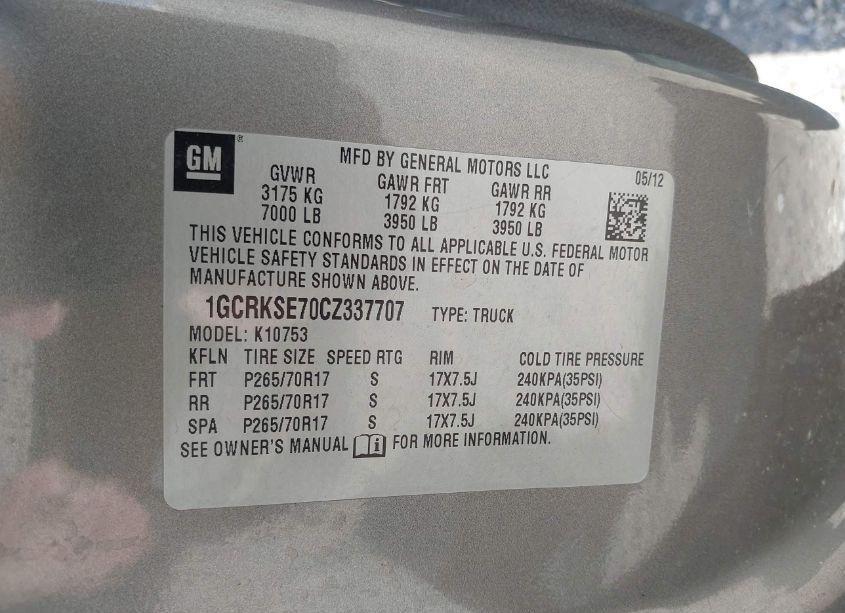 GM ®
MFD BY GENERAL MOTORS LLC 05/12
GVWR GAWR FRT GAWR RR
3175 KG 1792 KG 1792 KG
7000 LB 3950 LB 3950 LB
THIS VEHICLE CONFORMS TO ALL APPLICABLE U.S. FEDERAL MOTOR
VEHICLE SAFETY STANDARDS IN EFFECT ON THE DATE OF
MANUFACTURE SHOWN ABOVE.
1GCRKSE70CZ337707 TYPE: TRUCK
MODEL: K10753
KFLN TIRE SIZE SPEED RTG RIM COLD TIRE PRESSURE
FRT P265/70R17 S 17X7.5J 240KPA(35PSI)
RR P265/70R17 S 17X7.5J 240KPA(35PSI)
SPA P265/70R17 S 17X7.5J 240KPA(35PSI)
SEE OWNER'S MANUAL FOR MORE INFORMATION.